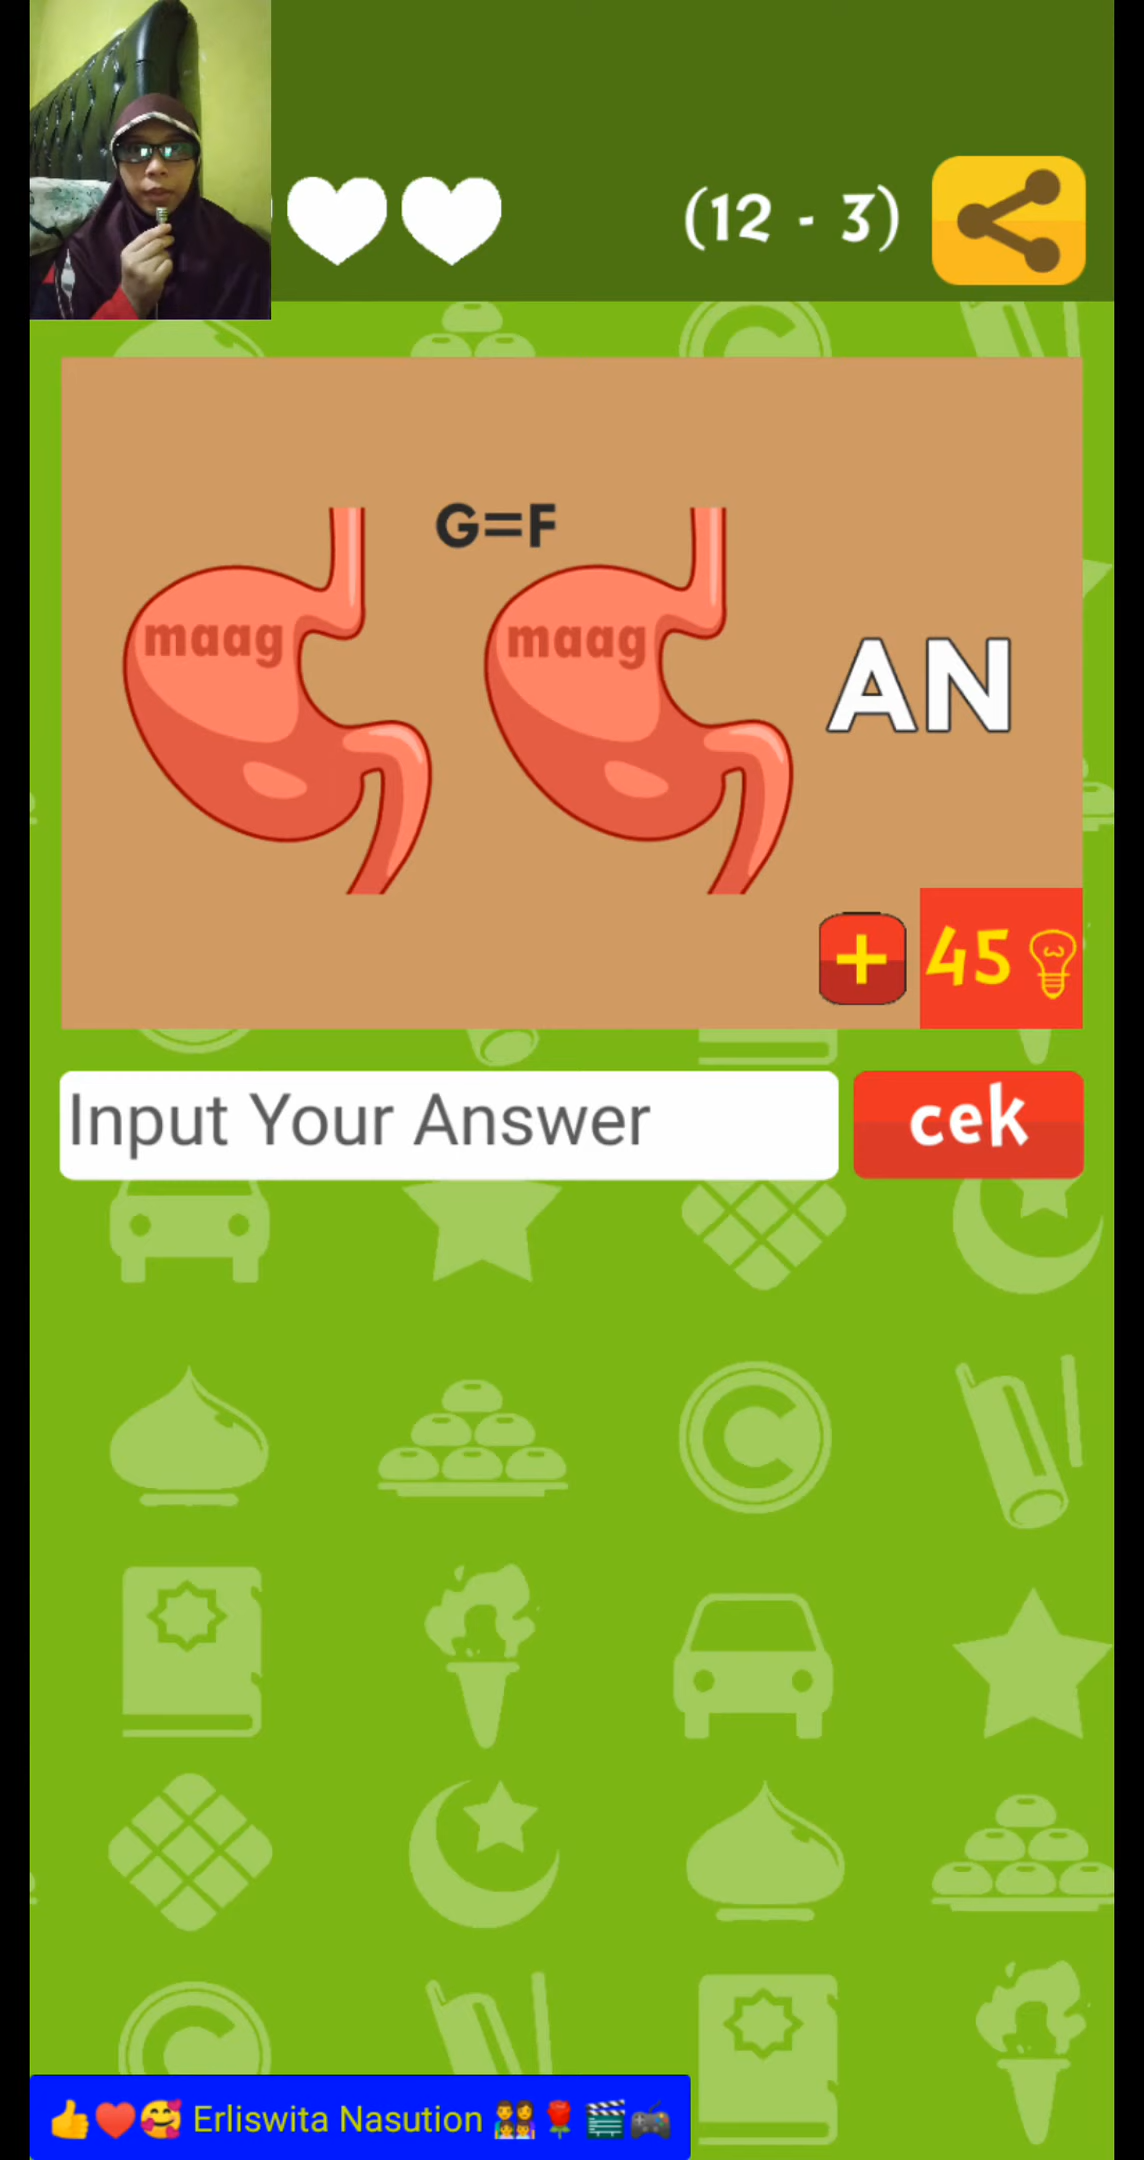 (12 - 3)
G=F
maag maag
AN
+ 45
Input Your Answer cek
👍❤️🥰 Erliswita Nasution 👨‍👩‍👧‍👦🌹🎬🎮